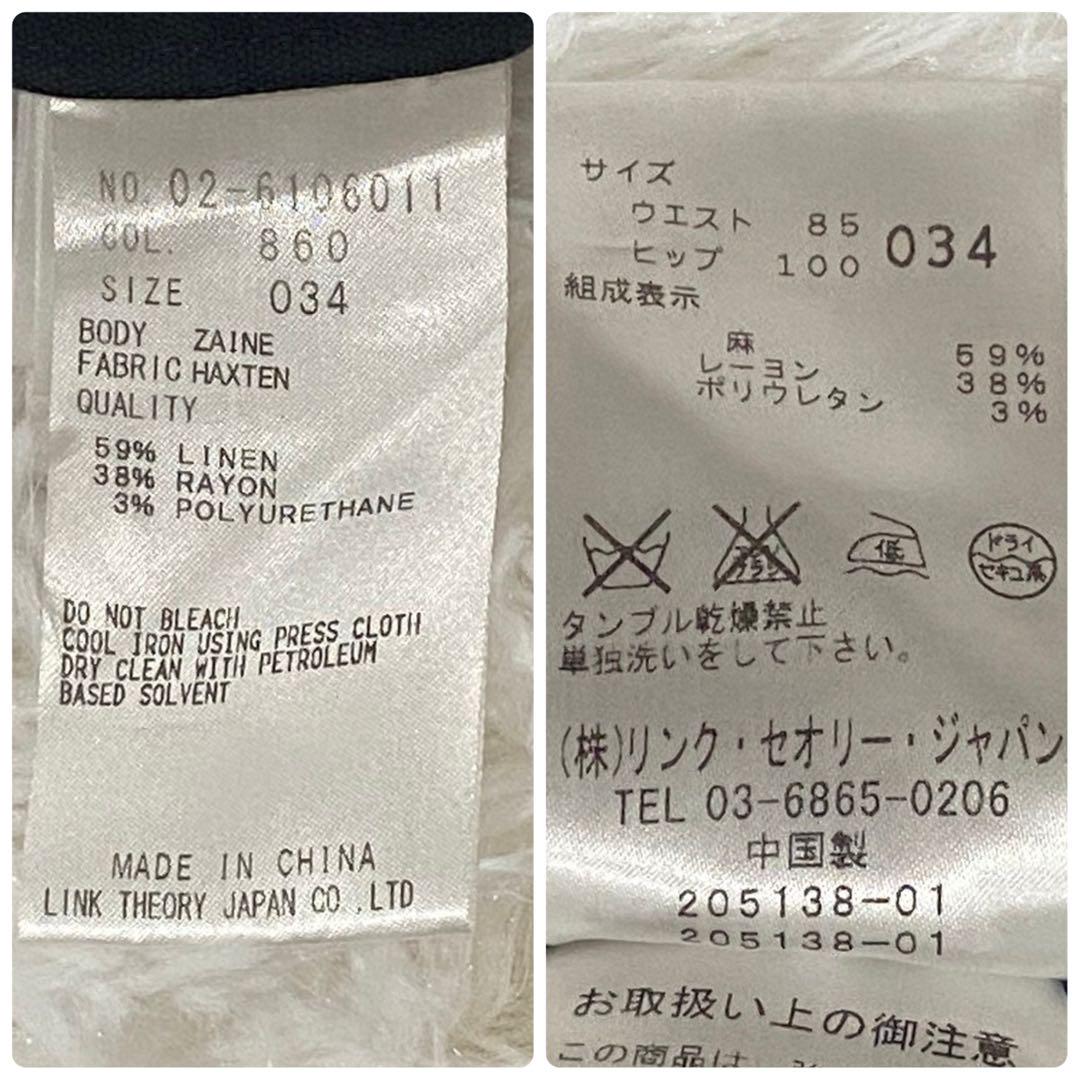 NO. 02-6106011
COL. 860
SIZE 034
BODY ZAINE
FABRIC HAXTEN
QUALITY
59% LINEN
38% RAYON
3% POLYURETHANE
DO NOT BLEACH
COOL IRON USING PRESS CLOTH
DRY CLEAN WITH PETROLEUM
BASED SOLVENT
MADE IN CHINA
LINK THEORY JAPAN CO.,LTD
サイズ
ウエスト 85 034
ヒップ 100
組成表示
麻 59%
レーヨン 38%
ポリウレタン 3%
低 ドライ
セキユ系
タンブル乾燥禁止
単独洗いをして下さい。
(株)リンク・セオリー・ジャパン
TEL 03-6865-0206
中国製
205138-01
205138-01
お取扱い上の御注意
この商品は